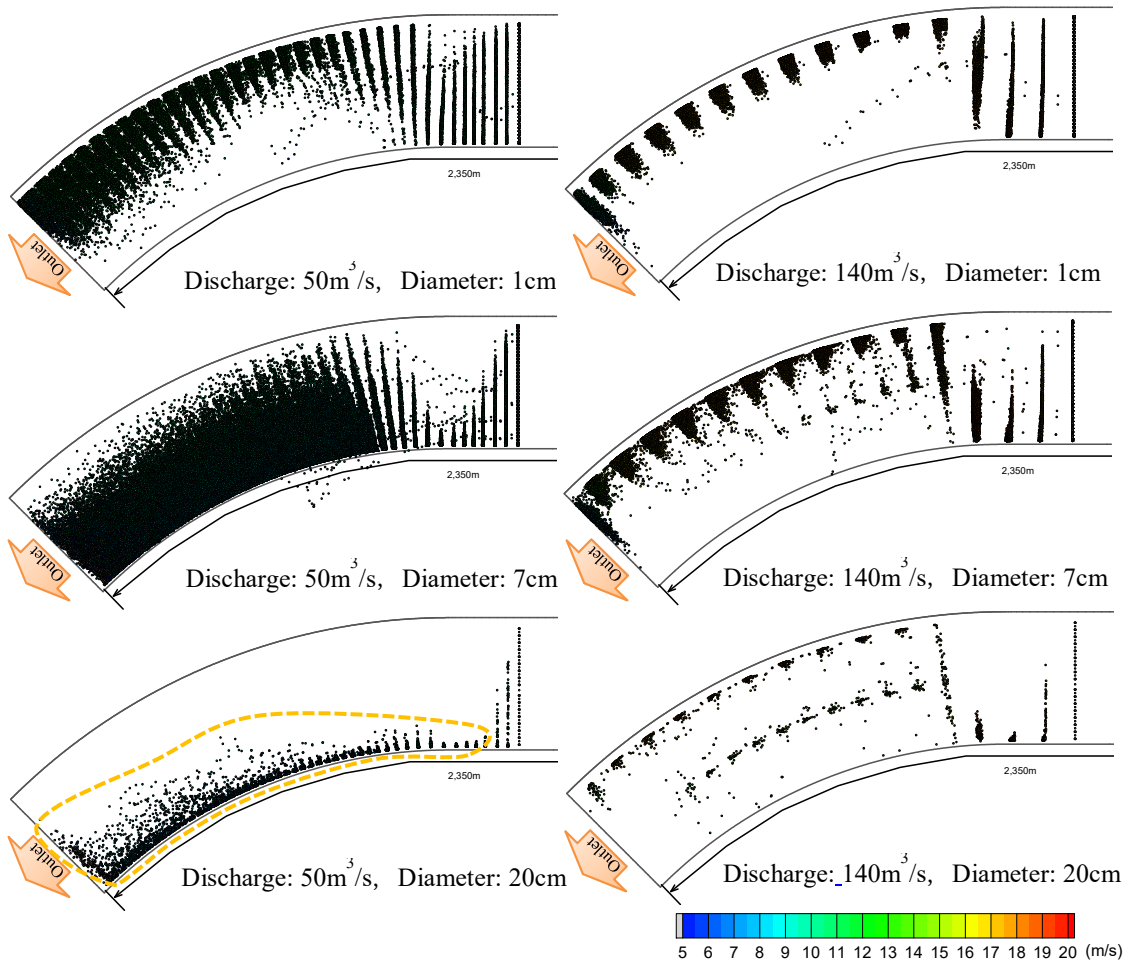 2,350m
2,350m
Outlet
Outlet
Discharge: 50m³/s, Diameter: 1cm
Discharge: 140m³/s, Diameter: 1cm
2,350m
2,350m
Outlet
Outlet
Discharge: 50m³/s, Diameter: 7cm
Discharge: 140m³/s, Diameter: 7cm
2,350m
2,350m
Outlet
Outlet
Discharge: 50m³/s, Diameter: 20cm
Discharge: 140m³/s, Diameter: 20cm
5 6 7 8 9 10 11 12 13 14 15 16 17 18 19 20 (m/s)